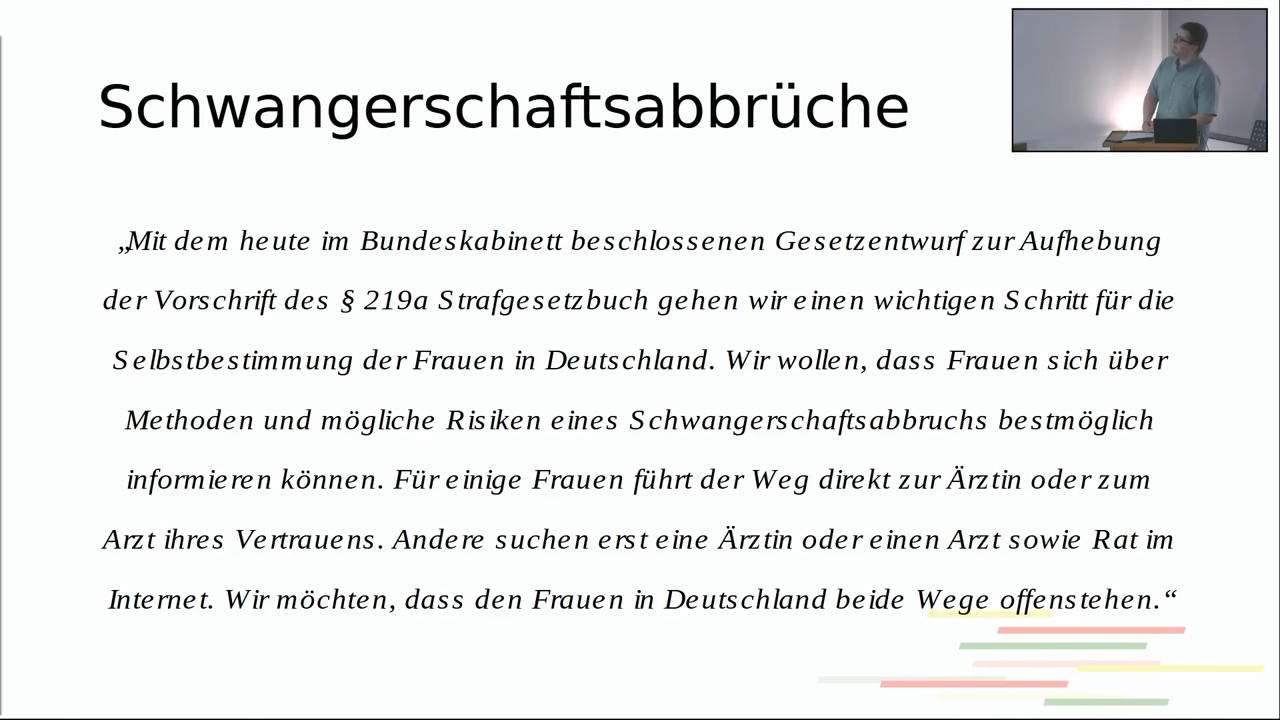 Schwangerschaftsabbrüche
„Mit dem heute im Bundeskabinett beschlossenen Gesetzentwurf zur Aufhebung
der Vorschrift des § 219a Strafgesetzbuch gehen wir einen wichtigen Schritt für die
Selbstbestimmung der Frauen in Deutschland. Wir wollen, dass Frauen sich über
Methoden und mögliche Risiken eines Schwangerschaftsabbruchs bestmöglich
informieren können. Für einige Frauen führt der Weg direkt zur Ärztin oder zum
Arzt ihres Vertrauens. Andere suchen erst eine Ärztin oder einen Arzt sowie Rat im
Internet. Wir möchten, dass den Frauen in Deutschland beide Wege offenstehen.“